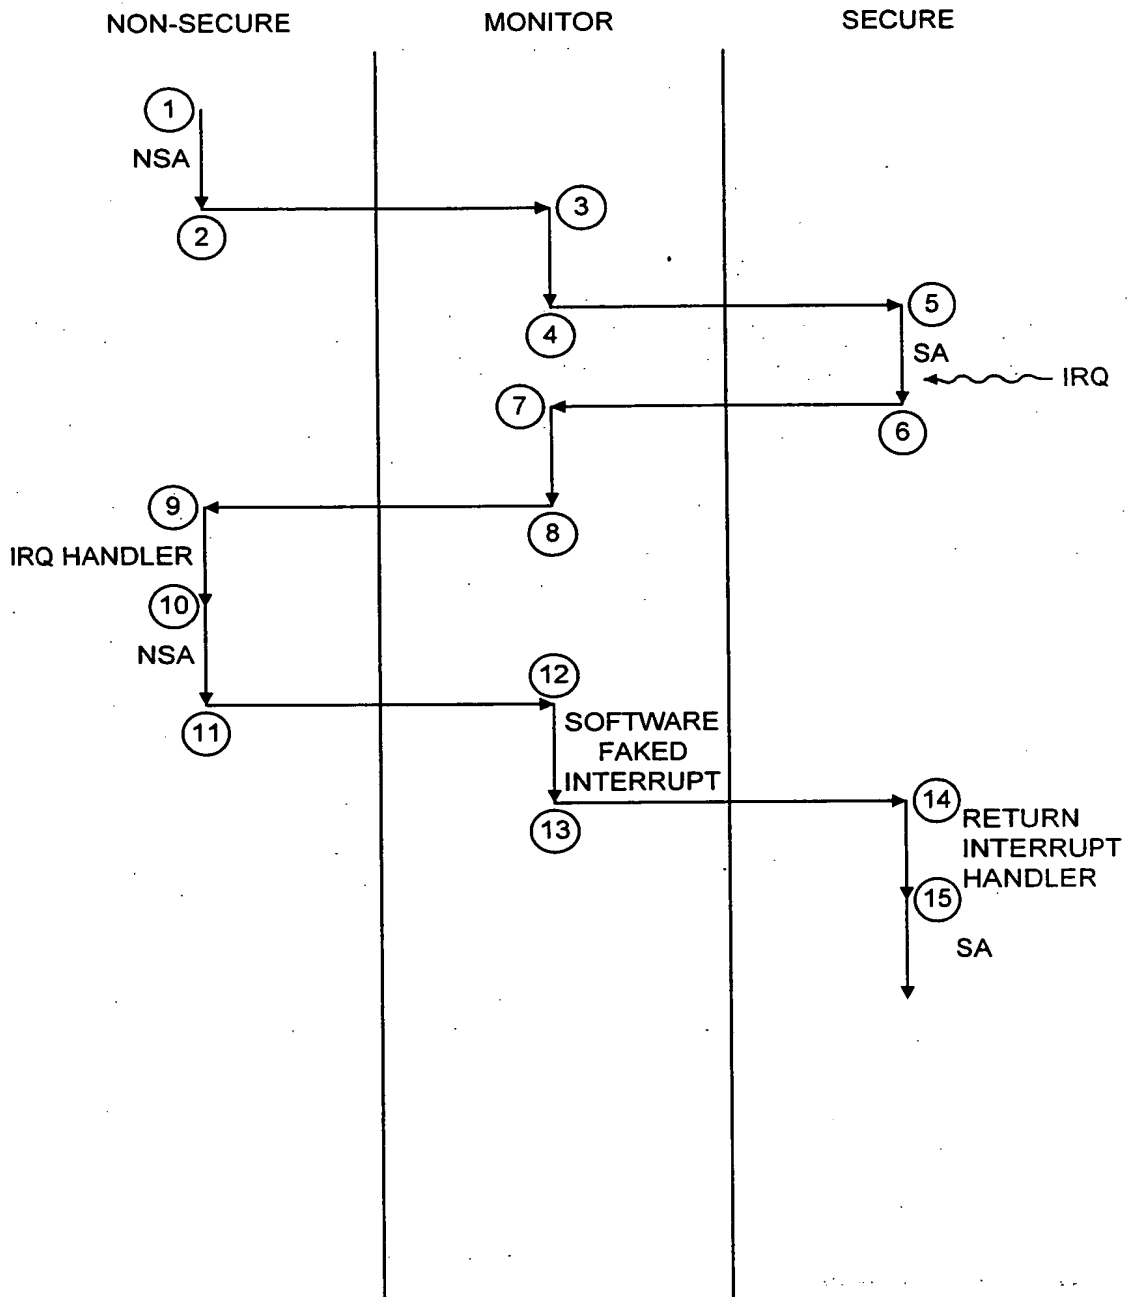 NON-SECURE MONITOR SECURE
1
NSA
2
3
4
5
SA
IRQ
6
7
8
9
IRQ HANDLER
10
NSA
11
12
SOFTWARE
FAKED
INTERRUPT
13
14
RETURN
INTERRUPT
HANDLER
15
SA